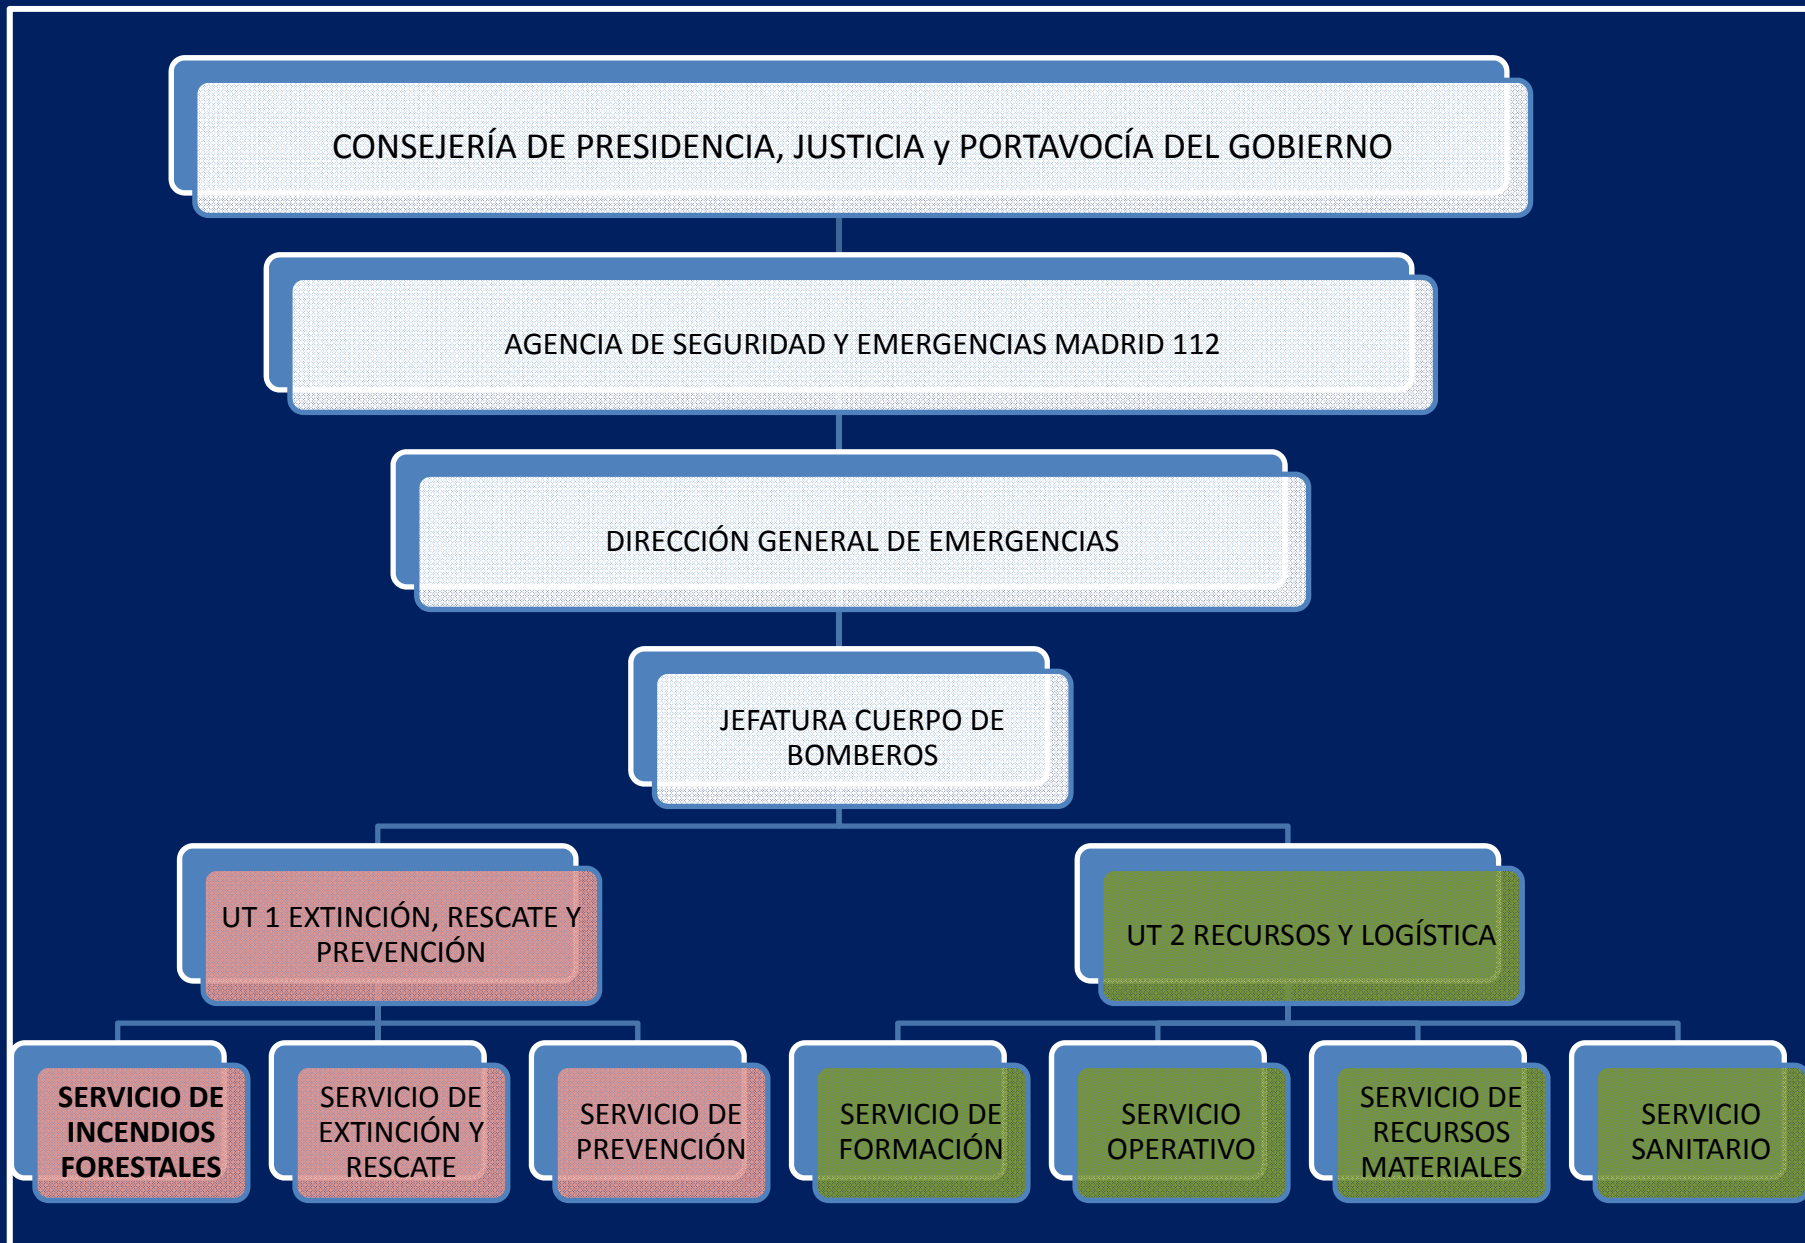 CONSEJERÍA DE PRESIDENCIA, JUSTICIA y PORTAVOCÍA DEL GOBIERNO
AGENCIA DE SEGURIDAD Y EMERGENCIAS MADRID 112
DIRECCIÓN GENERAL DE EMERGENCIAS
JEFATURA CUERPO DE
BOMBEROS
UT 1 EXTINCIÓN, RESCATE Y
PREVENCIÓN
UT 2 RECURSOS Y LOGÍSTICA
SERVICIO DE
INCENDIOS
FORESTALES
SERVICIO DE
EXTINCIÓN Y
RESCATE
SERVICIO DE
PREVENCIÓN
SERVICIO DE
FORMACIÓN
SERVICIO
OPERATIVO
SERVICIO DE
RECURSOS
MATERIALES
SERVICIO
SANITARIO